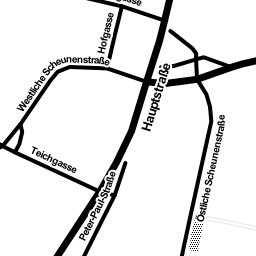 Hofgasse
Westliche Scheunenstraße
Hauptstraße
Teichgasse
Peter-Paul-Straße
Östliche Scheunenstraße